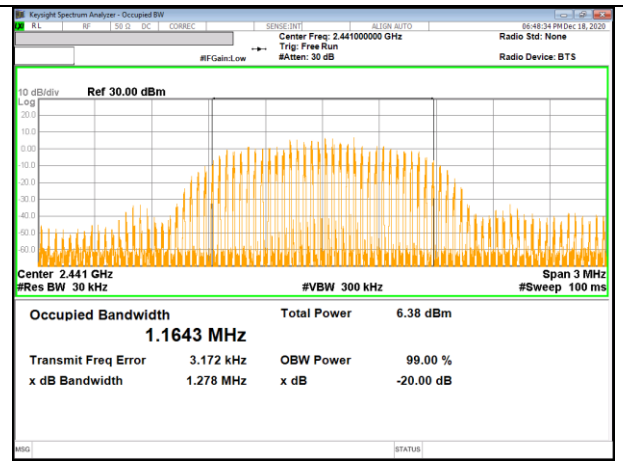 Keysight Spectrum Analyzer - Occupied BW
RL RF 50 Ω DC CORREC SENSE:INT ALIGN AUTO 06:48:34 PM Dec 18, 2020
Center Freq: 2.441000000 GHz Radio Std: None
Trig: Free Run
#IFGain:Low #Atten: 30 dB Radio Device: BTS
10 dB/div Ref 30.00 dBm
Log
20.0
10.0
0.00
-10.0
-20.0
-30.0
-40.0
-50.0
-60.0
Center 2.441 GHz Span 3 MHz
#Res BW 30 kHz #VBW 300 kHz #Sweep 100 ms
Occupied Bandwidth Total Power 6.38 dBm
1.1643 MHz
Transmit Freq Error 3.172 kHz OBW Power 99.00 %
x dB Bandwidth 1.278 MHz x dB -20.00 dB
MSG STATUS